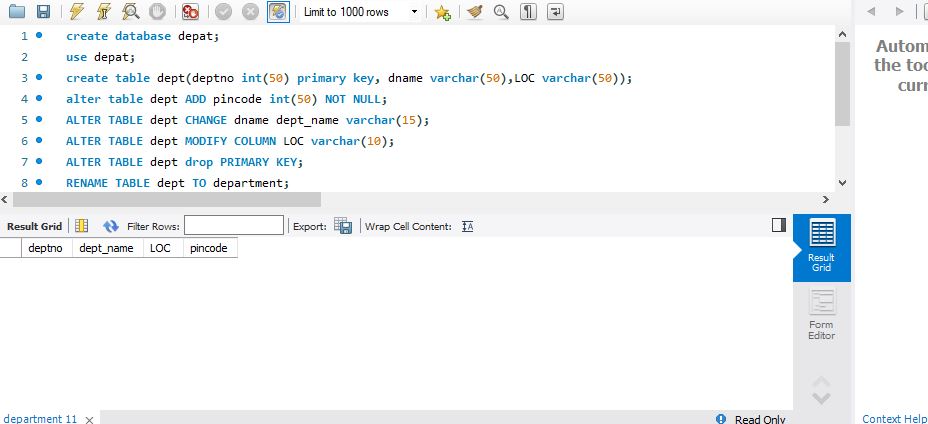 Limit to 1000 rows
1 create database depat;
2 use depat;
3 create table dept(deptno int(50) primary key, dname varchar(50),LOC varchar(50));
4 alter table dept ADD pincode int(50) NOT NULL;
5 ALTER TABLE dept CHANGE dname dept_name varchar(15);
6 ALTER TABLE dept MODIFY COLUMN LOC varchar(10);
7 ALTER TABLE dept drop PRIMARY KEY;
8 RENAME TABLE dept TO department;
Autom
the too
curr
Result Grid Filter Rows: Export: Wrap Cell Content: IA
deptno dept_name LOC pincode
Result
Grid
Form
Editor
department 11 × Read Only Context Help